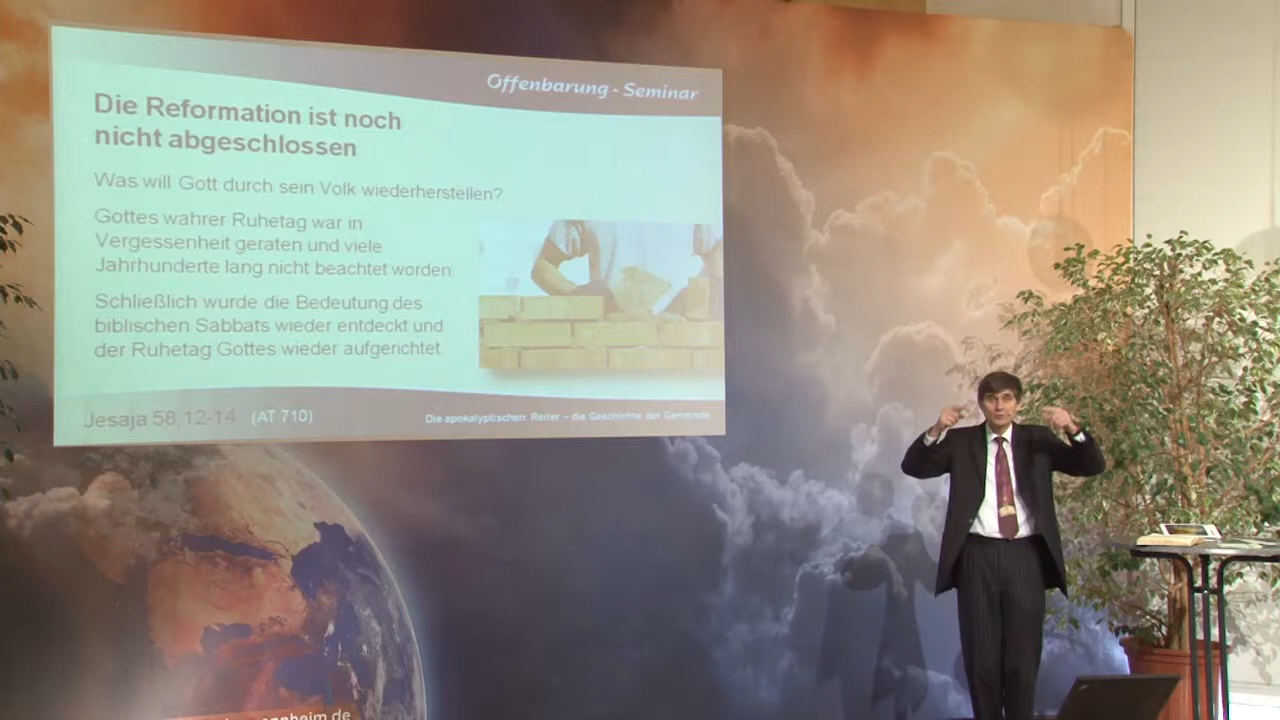 Offenbarung - Seminar
Die Reformation ist noch
nicht abgeschlossen
Was will Gott durch sein Volk wiederherstellen?
Gottes wahrer Ruhetag war in
Vergessenheit geraten und viele
Jahrhunderte lang nicht beachtet worden.
Schließlich wurde die Bedeutung des
biblischen Sabbats wieder entdeckt und
der Ruhetag Gottes wieder aufgerichtet.
Jesaja 58,12-14 (AT 710)
Die apokalyptischen Reiter – die Geschichte der Gemeinde